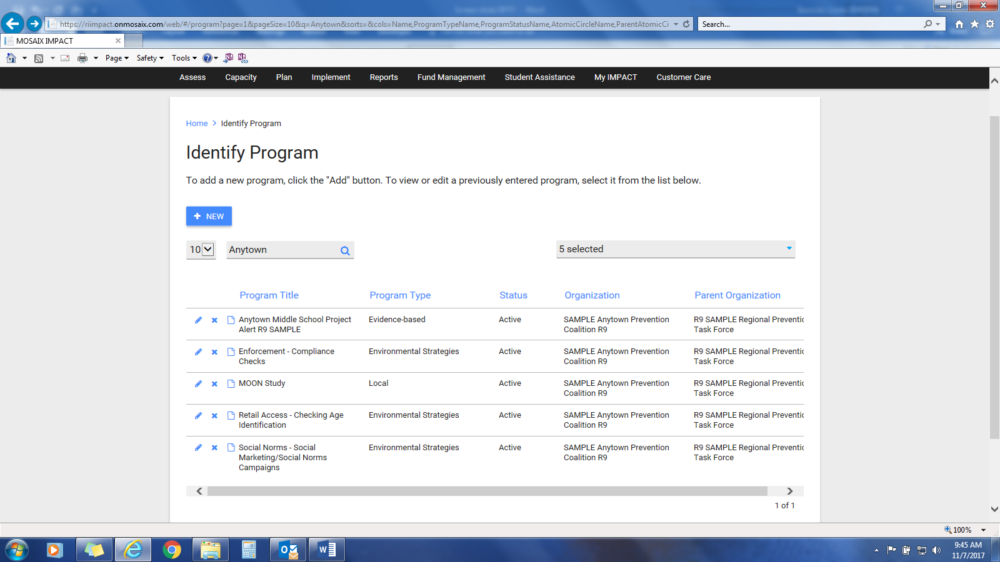 https://riimpact.onmosaix.com/web/#/program?page=1&pageSize=10&q=Anytown&sorts=&cols=Name,ProgramTypeName,ProgramStatusName,AtomicCircleName,ParentAtomicCi
Search...
MOSAIX IMPACT
Page Safety Tools
Assess Capacity Plan Implement Reports Fund Management Student Assistance My IMPACT Customer Care
Home > Identify Program
Identify Program
To add a new program, click the "Add" button. To view or edit a previously entered program, select it from the list below.
+ NEW
10 Anytown 5 selected
Program Title Program Type Status Organization Parent Organization
Anytown Middle School Project Evidence-based Active SAMPLE Anytown Prevention R9 SAMPLE Regional Preventic
Alert R9 SAMPLE Coalition R9 Task Force
Enforcement - Compliance Environmental Strategies Active SAMPLE Anytown Prevention R9 SAMPLE Regional Preventic
Checks Coalition R9 Task Force
MOON Study Local Active SAMPLE Anytown Prevention R9 SAMPLE Regional Preventic
Coalition R9 Task Force
Retail Access - Checking Age Environmental Strategies Active SAMPLE Anytown Prevention R9 SAMPLE Regional Preventic
Identification Coalition R9 Task Force
Social Norms - Social Environmental Strategies Active SAMPLE Anytown Prevention R9 SAMPLE Regional Preventic
Marketing/Social Norms Coalition R9 Task Force
Campaigns
1 of 1
100%
9:45 AM
11/7/2017